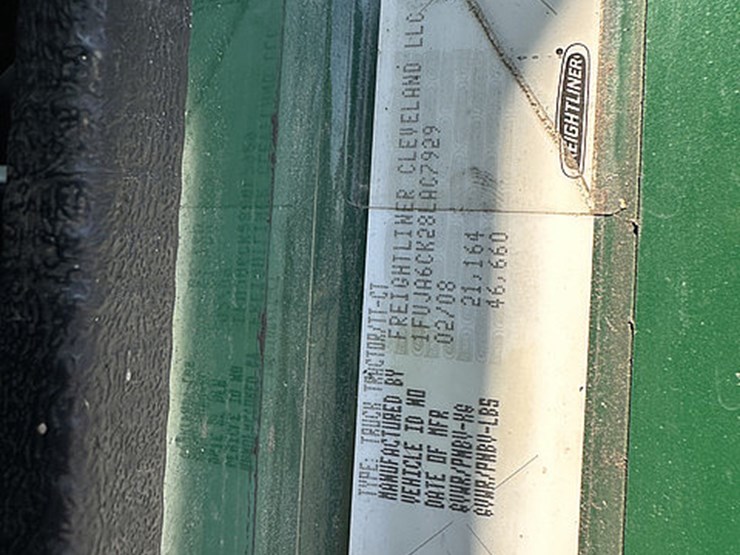 FREIGHTLINER
TYPE: TRUCK TRACTOR/TT-CT
MANUFACTURED BY FREIGHTLINER CLEVELAND LLC
VEHICLE ID NO 1FUJA6CK28LAC7929
DATE OF MFR 02/08
GVWR/PNBV-KG 21,164
GVWR/PNBV-LBS 46,660